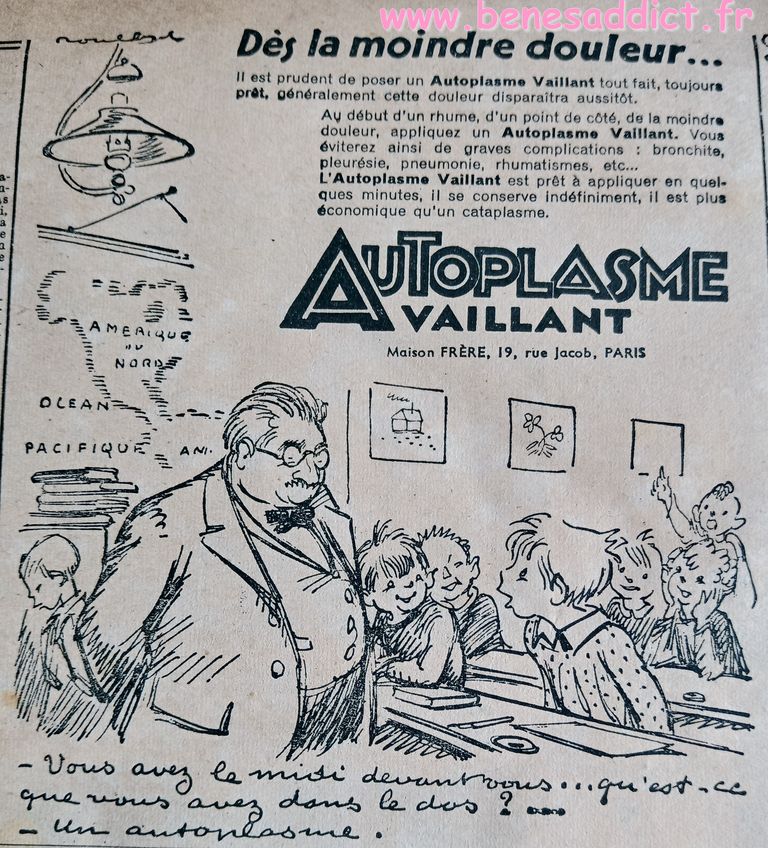 www.benesaddict.fr
Dès la moindre douleur...
Il est prudent de poser un Autoplasme Vaillant tout fait, toujours
prêt, généralement cette douleur disparaîtra aussitôt.
Au début d'un rhume, d'un point de côté, de la moindre
douleur, appliquez un Autoplasme Vaillant. Vous
éviterez ainsi de graves complications : bronchite,
pleurésie, pneumonie, rhumatismes, etc...
L'Autoplasme Vaillant est prêt à appliquer en quel-
ques minutes, il se conserve indéfiniment, il est plus
économique qu'un cataplasme.
AUTOPLASME
VAILLANT
Maison FRÈRE, 19, rue Jacob, PARIS
AMERIQUE
DU
NORD
OCEAN
PACIFIQUE
- Vous avez le midi devant vous... qu'est-ce
que vous avez dans le dos ? ...
- Un autoplasme.